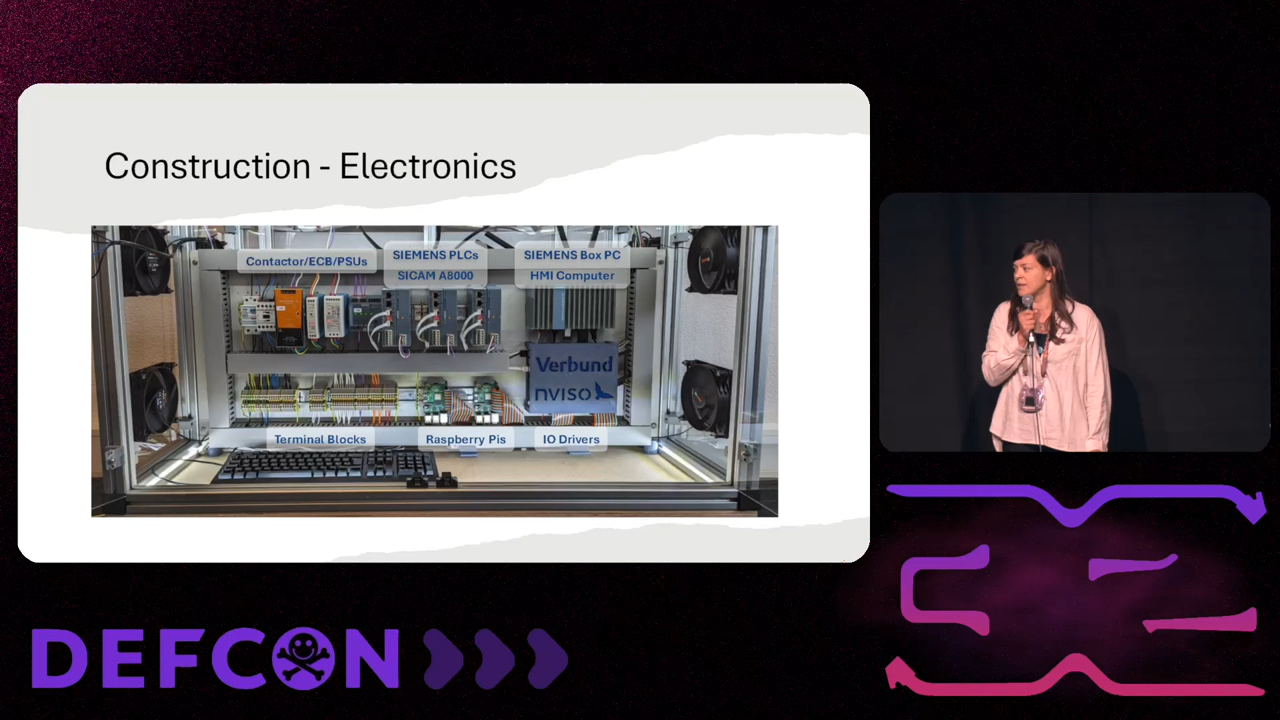 Construction - Electronics
Contactor/ECB/PSUs
SIEMENS PLCs
SICAM A8000
SIEMENS Box PC
HMI Computer
Verbund
nviso
Terminal Blocks
Raspberry Pis
IO Drivers
DEFCON